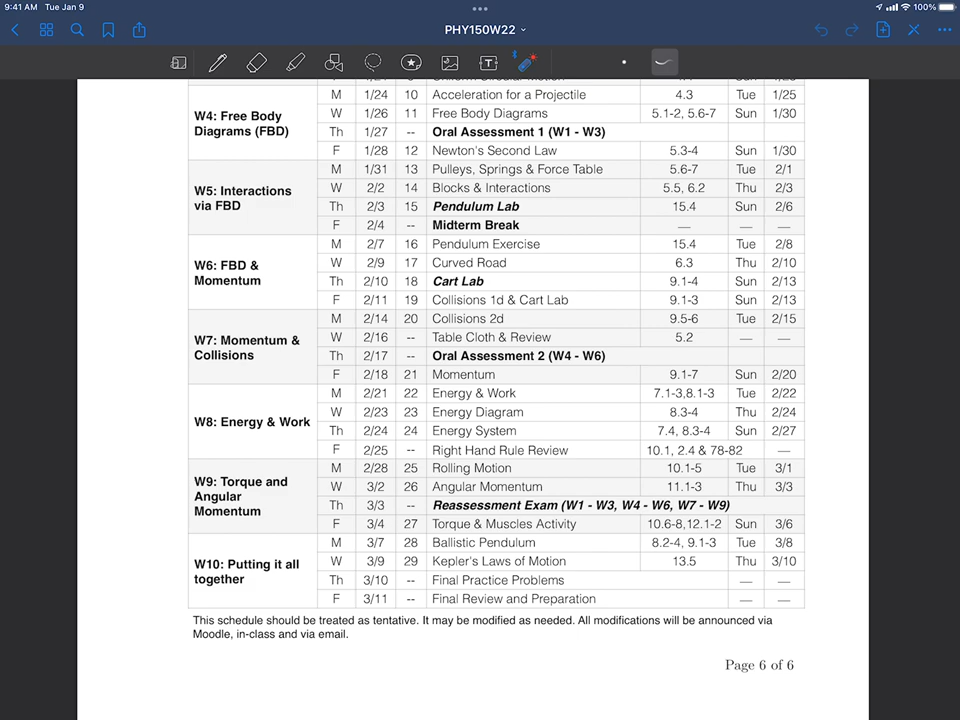 9:41 AM Tue Jan 9
100%
PHY150W22
W4: Free Body Diagrams (FBD)
M 1/24 10 Acceleration for a Projectile 4.3 Tue 1/25
W 1/26 11 Free Body Diagrams 5.1-2, 5.6-7 Sun 1/30
Th 1/27 -- Oral Assessment 1 (W1 - W3)
F 1/28 12 Newton's Second Law 5.3-4 Sun 1/30
W5: Interactions via FBD
M 1/31 13 Pulleys, Springs & Force Table 5.6-7 Tue 2/1
W 2/2 14 Blocks & Interactions 5.5, 6.2 Thu 2/3
Th 2/3 15 Pendulum Lab 15.4 Sun 2/6
F 2/4 -- Midterm Break — — —
W6: FBD & Momentum
M 2/7 16 Pendulum Exercise 15.4 Tue 2/8
W 2/9 17 Curved Road 6.3 Thu 2/10
Th 2/10 18 Cart Lab 9.1-4 Sun 2/13
F 2/11 19 Collisions 1d & Cart Lab 9.1-3 Sun 2/13
W7: Momentum & Collisions
M 2/14 20 Collisions 2d 9.5-6 Tue 2/15
W 2/16 -- Table Cloth & Review 5.2 — —
Th 2/17 -- Oral Assessment 2 (W4 - W6)
F 2/18 21 Momentum 9.1-7 Sun 2/20
W8: Energy & Work
M 2/21 22 Energy & Work 7.1-3,8.1-3 Tue 2/22
W 2/23 23 Energy Diagram 8.3-4 Thu 2/24
Th 2/24 24 Energy System 7.4, 8.3-4 Sun 2/27
F 2/25 -- Right Hand Rule Review 10.1, 2.4 & 78-82 —
W9: Torque and Angular Momentum
M 2/28 25 Rolling Motion 10.1-5 Tue 3/1
W 3/2 26 Angular Momentum 11.1-3 Thu 3/3
Th 3/3 -- Reassessment Exam (W1 - W3, W4 - W6, W7 - W9)
F 3/4 27 Torque & Muscles Activity 10.6-8,12.1-2 Sun 3/6
W10: Putting it all together
M 3/7 28 Ballistic Pendulum 8.2-4, 9.1-3 Tue 3/8
W 3/9 29 Kepler's Laws of Motion 13.5 Thu 3/10
Th 3/10 -- Final Practice Problems — —
F 3/11 -- Final Review and Preparation — —
This schedule should be treated as tentative. It may be modified as needed. All modifications will be announced via
Moodle, in-class and via email.
Page 6 of 6